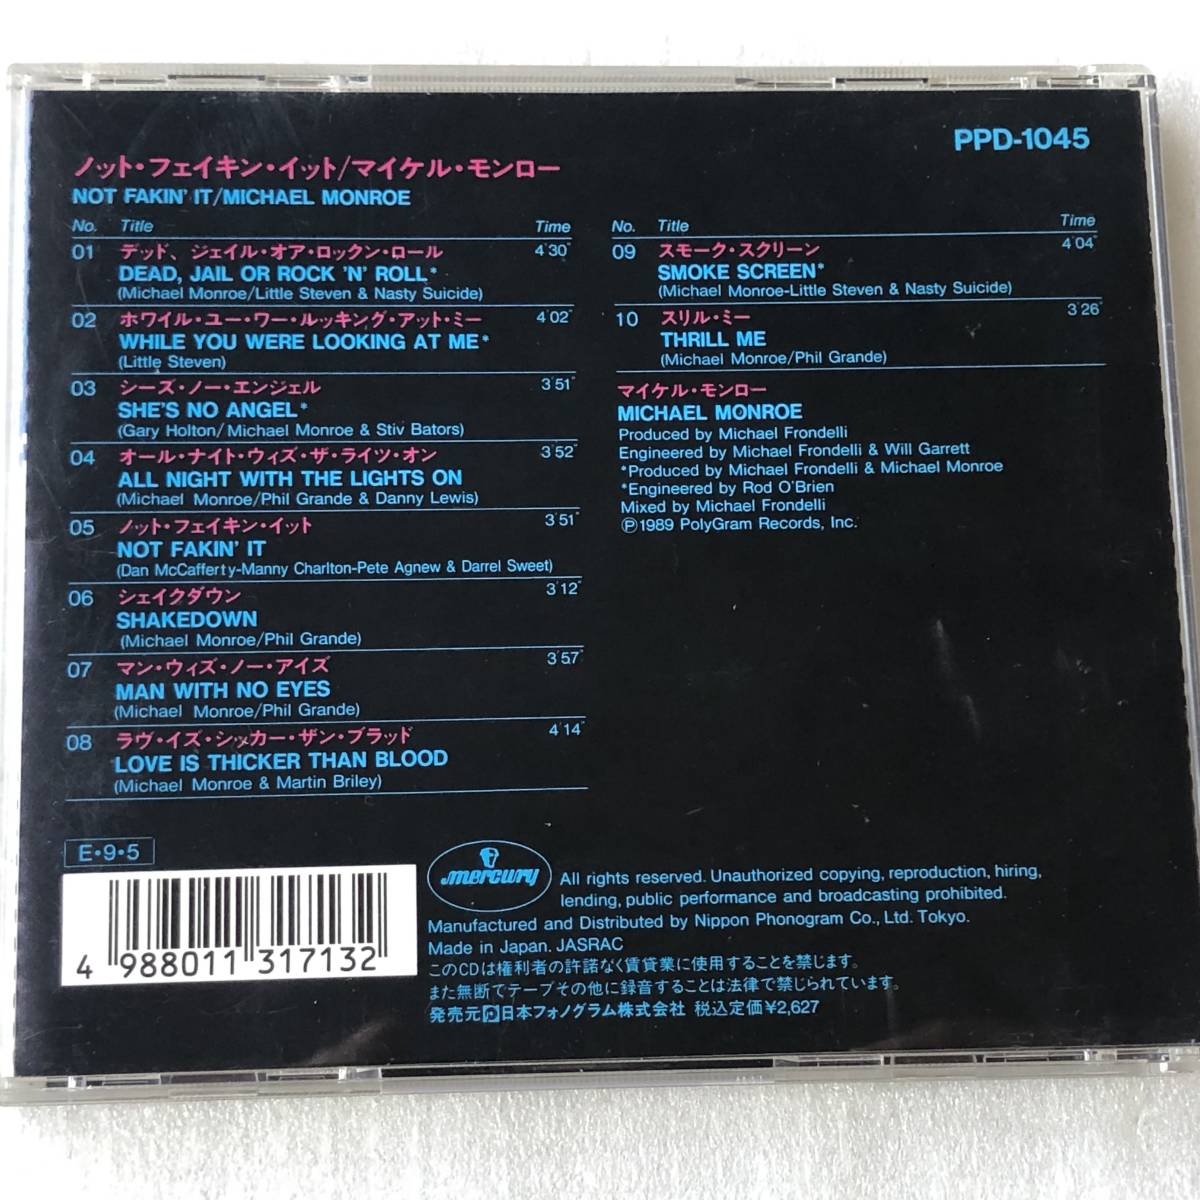 PPD-1045
ノット・フェイキン・イット/マイケル・モンロー
NOT FAKIN' IT/MICHAEL MONROE
No. Title Time
01 デッド、ジェイル・オア・ロックン・ロール 4'30"
DEAD, JAIL OR ROCK 'N' ROLL*
(Michael Monroe/Little Steven & Nasty Suicide)
02 ホワイル・ユー・ワー・ルッキング・アット・ミー 4'02"
WHILE YOU WERE LOOKING AT ME*
(Little Steven)
03 シーズ・ノー・エンジェル 3'51"
SHE'S NO ANGEL*
(Gary Holton/Michael Monroe & Stiv Bators)
04 オール・ナイト・ウィズ・ザ・ライツ・オン 3'52"
ALL NIGHT WITH THE LIGHTS ON
(Michael Monroe/Phil Grande & Danny Lewis)
05 ノット・フェイキン・イット 3'51"
NOT FAKIN' IT
(Dan McCafferty-Manny Charlton-Pete Agnew & Darrel Sweet)
06 シェイクダウン 3'12"
SHAKEDOWN
(Michael Monroe/Phil Grande)
07 マン・ウィズ・ノー・アイズ 3'57"
MAN WITH NO EYES
(Michael Monroe/Phil Grande)
08 ラヴ・イズ・シッカー・ザン・ブラッド 4'14"
LOVE IS THICKER THAN BLOOD
(Michael Monroe & Martin Briley)
No. Title Time
09 スモーク・スクリーン 4'04"
SMOKE SCREEN*
(Michael Monroe-Little Steven & Nasty Suicide)
10 スリル・ミー 3'26"
THRILL ME
(Michael Monroe/Phil Grande)
マイケル・モンロー
MICHAEL MONROE
Produced by Michael Frondelli
Engineered by Michael Frondelli & Will Garrett
*Produced by Michael Frondelli & Michael Monroe
*Engineered by Rod O'Brien
Mixed by Michael Frondelli
℗1989 PolyGram Records, Inc.
E・9・5
4 988011 317132
mercury
All rights reserved. Unauthorized copying, reproduction, hiring,
lending, public performance and broadcasting prohibited.
Manufactured and Distributed by Nippon Phonogram Co., Ltd. Tokyo.
Made in Japan. JASRAC
このCDは権利者の許諾なく賃貸業に使用することを禁じます。
また無断でテープその他に録音することは法律で禁じられています。
発売元 日本フォノグラム株式会社 税込定価¥2,627